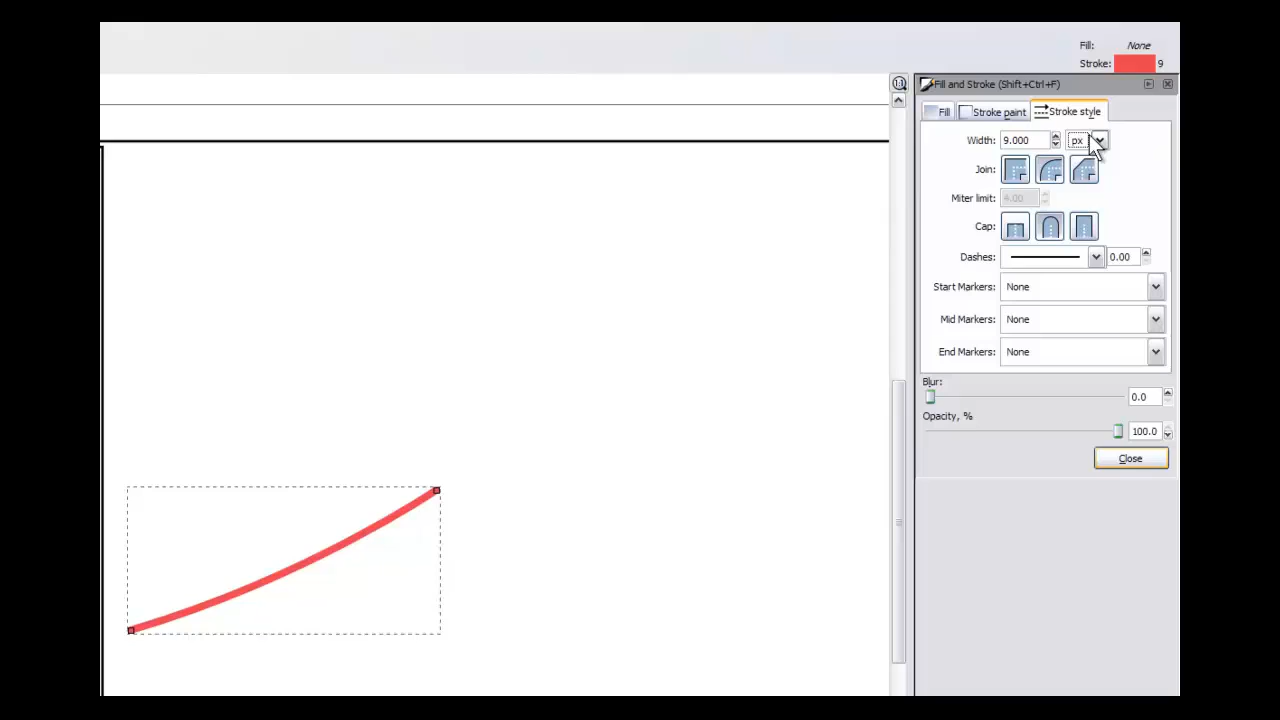 Fill: None
Stroke: 9
Fill and Stroke (Shift+Ctrl+F)
Fill Stroke paint Stroke style
Width: 9.000 px
Join:
Miter limit: 4.00
Cap:
Dashes: 0.00
Start Markers: None
Mid Markers: None
End Markers: None
Blur:
0.0
Opacity, %
100.0
Close